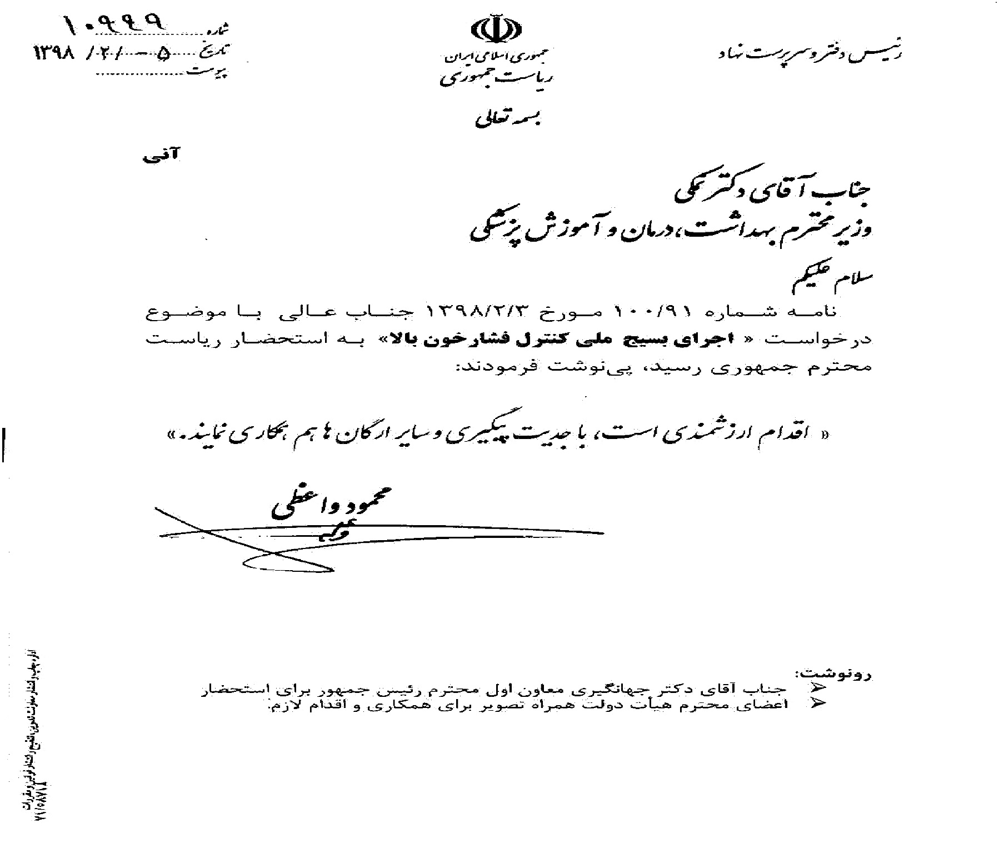 رئیس دفتر و سرپرست نهاد
جمهوری اسلامی ایران
ریاست جمهوری
شماره ۱۰۹۹۹
تاریخ ۵ - /۲/ ۱۳۹۸
پیوست
بسمه تعالی
آنی
جناب آقای دکتر نمکی
وزیر محترم بهداشت، درمان و آموزش پزشکی
سلام علیکم
نامه شماره ۱۰۰/۹۱ مورخ ۱۳۹۸/۲/۳ جناب عالی با موضوع
درخواست « اجرای بسیج ملی کنترل فشارخون بالا» به استحضار ریاست
محترم جمهوری رسید، پی‌نوشت فرمودند:
« اقدام ارزشمندی است، با جدیت پیگیری و سایر ارگان ها هم همکاری نمایند.»
محمود واعظی
رونوشت:
جناب آقای دکتر جهانگیری معاون اول محترم رئیس جمهور برای استحضار
اعضای محترم هیأت دولت همراه تصویر برای همکاری و اقدام لازم.
اداره چاپ و انتشار معاونت تدوین، تنقیح و انتشار قوانین و مقررات